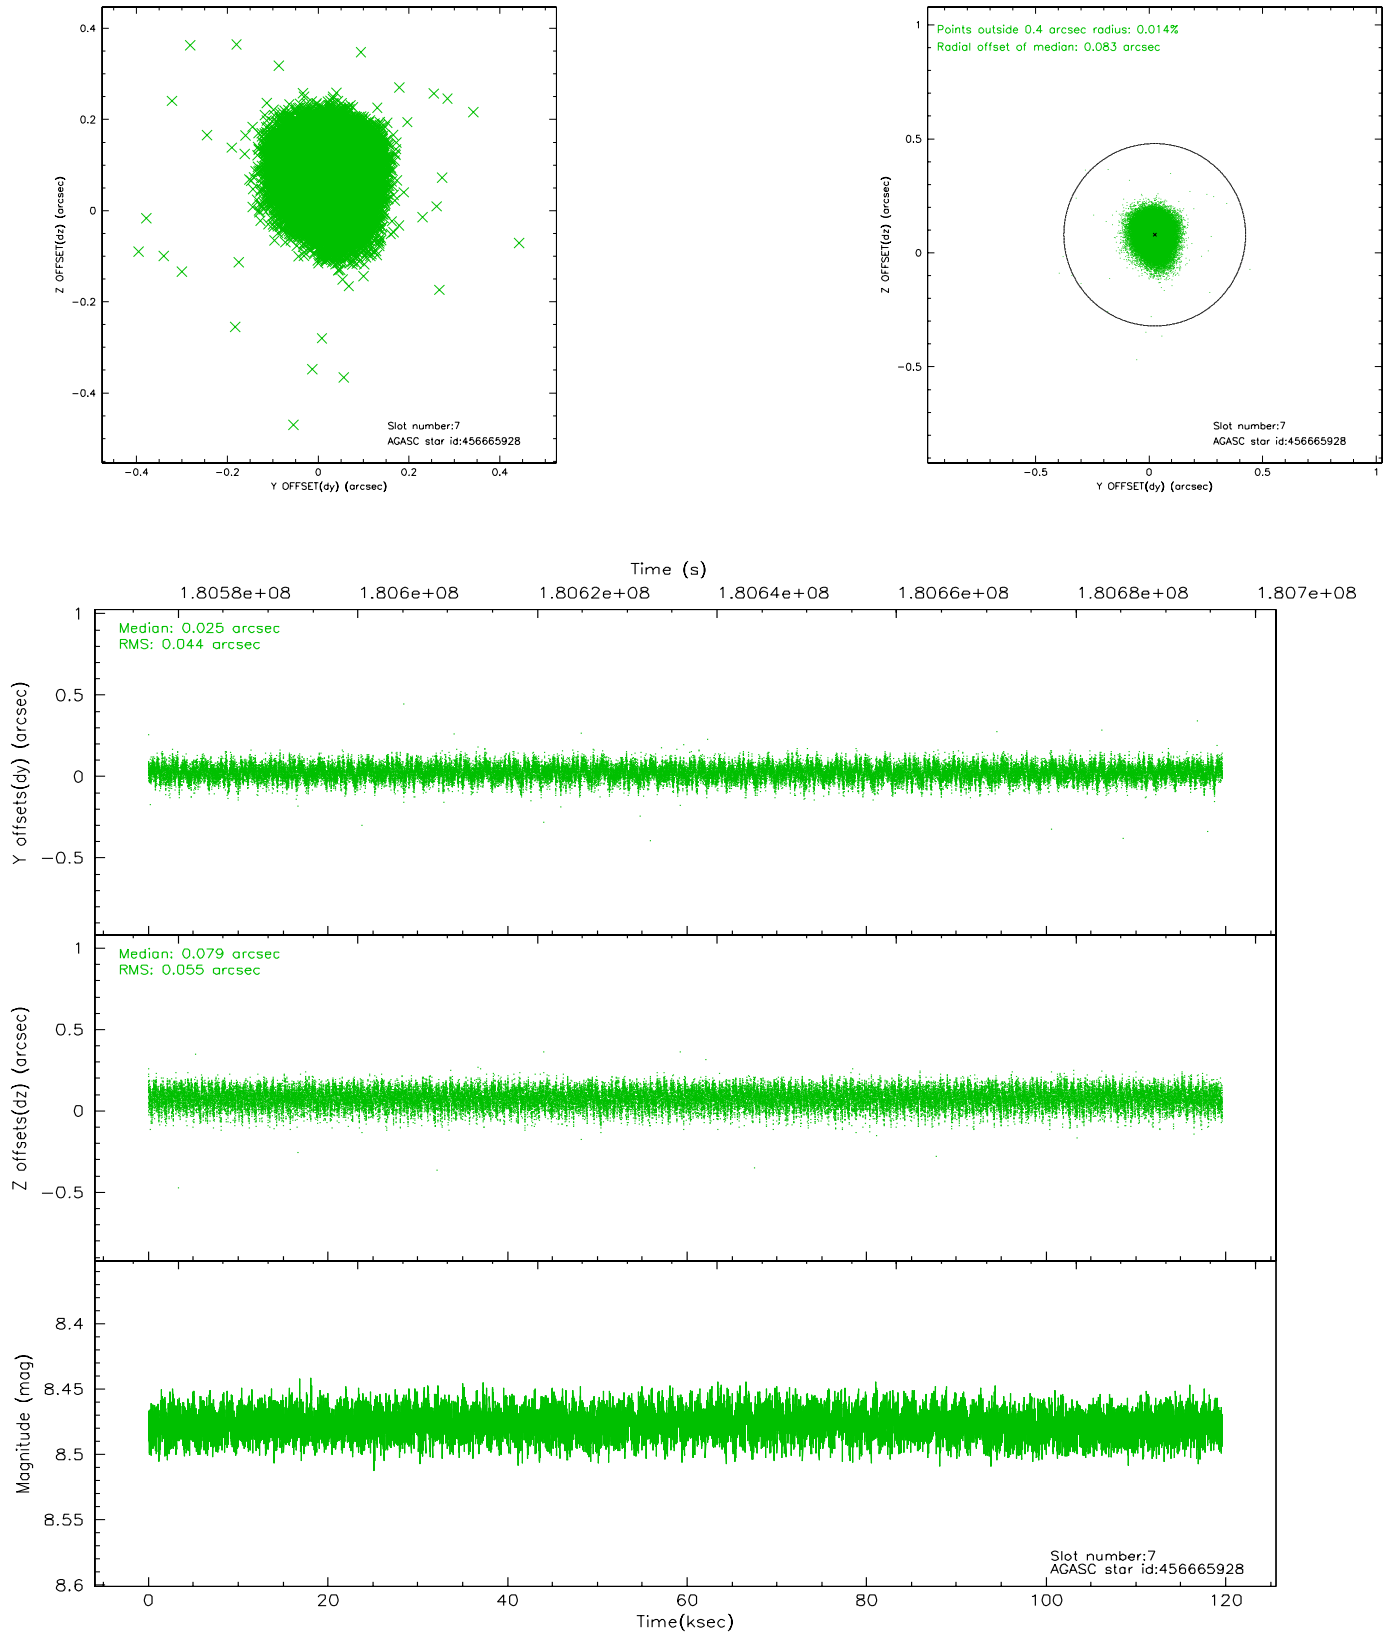 0.4
0.2
0
−0.2
−0.4
Z OFFSET(dz) (arcsec)
−0.4 −0.2 0 0.2 0.4
Y OFFSET(dy) (arcsec)
Slot number:7
AGASC star id:456665928
Points outside 0.4 arcsec radius: 0.014%
Radial offset of median: 0.083 arcsec
1
0.5
0
−0.5
Z OFFSET(dz) (arcsec)
−0.5 0 0.5 1
Y OFFSET(dy) (arcsec)
Slot number:7
AGASC star id:456665928
Time (s)
1.8058e+08 1.806e+08 1.8062e+08 1.8064e+08 1.8066e+08 1.8068e+08 1.807e+08
Median: 0.025 arcsec
RMS: 0.044 arcsec
1
0.5
0
−0.5
Y offsets(dy) (arcsec)
Median: 0.079 arcsec
RMS: 0.055 arcsec
1
0.5
0
−0.5
Z offsets(dz) (arcsec)
8.4
8.45
8.5
8.55
8.6
Magnitude (mag)
Slot number:7
AGASC star id:456665928
0 20 40 60 80 100 120
Time(ksec)